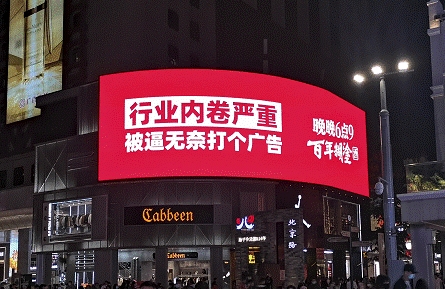 行业内卷严重
被逼无奈打个广告
晚晚6点9
百年糊涂
Cabbeen
Cabbeen